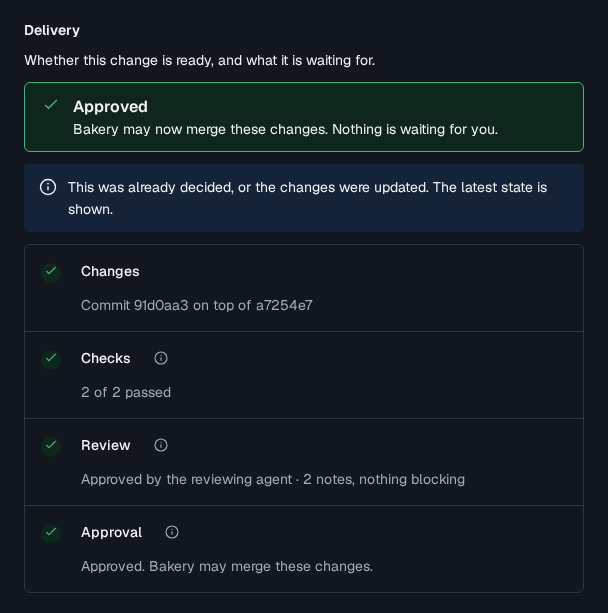 Delivery
Whether this change is ready, and what it is waiting for.
Approved
Bakery may now merge these changes. Nothing is waiting for you.
This was already decided, or the changes were updated. The latest state is
shown.
Changes
Commit 91d0aa3 on top of a7254e7
Checks
2 of 2 passed
Review
Approved by the reviewing agent · 2 notes, nothing blocking
Approval
Approved. Bakery may merge these changes.